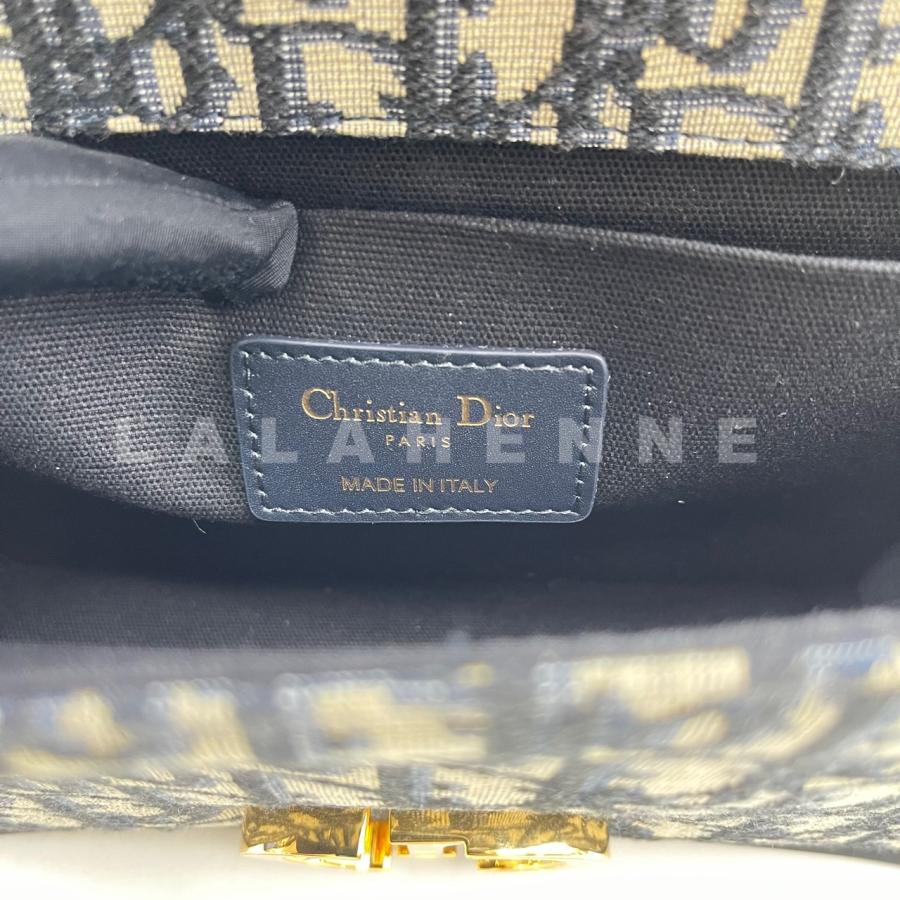 Christian Dior
PARIS
LALAHENNE
MADE IN ITALY